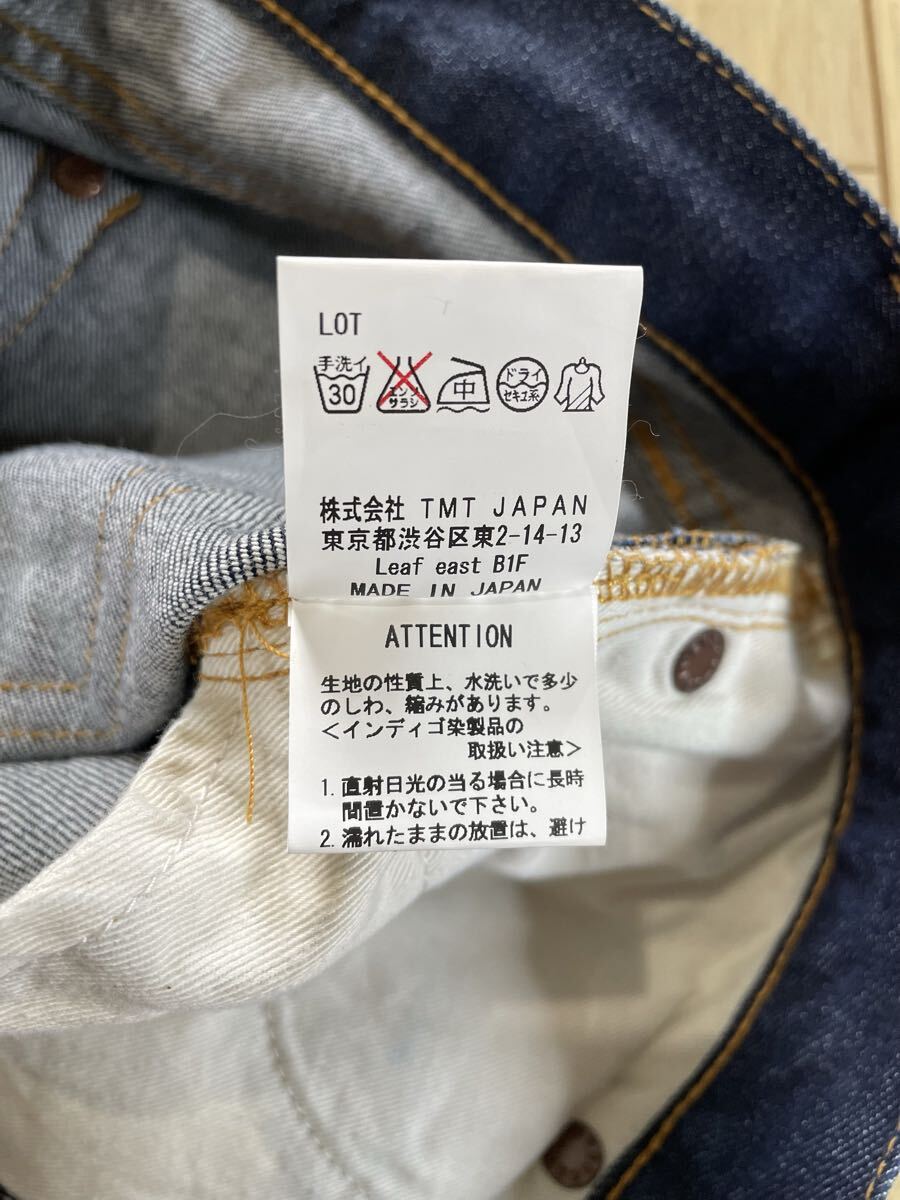 LOT
手洗イ
30
エンソ
サラシ
中
ドライ
セキユ系
株式会社 TMT JAPAN
東京都渋谷区東2-14-13
Leaf east B1F
MADE IN JAPAN
ATTENTION
生地の性質上、水洗いで多少
のしわ、縮みがあります。
<インディゴ染製品の
取扱い注意>
1. 直射日光の当る場合に長時
間置かないで下さい。
2. 濡れたままの放置は、避け